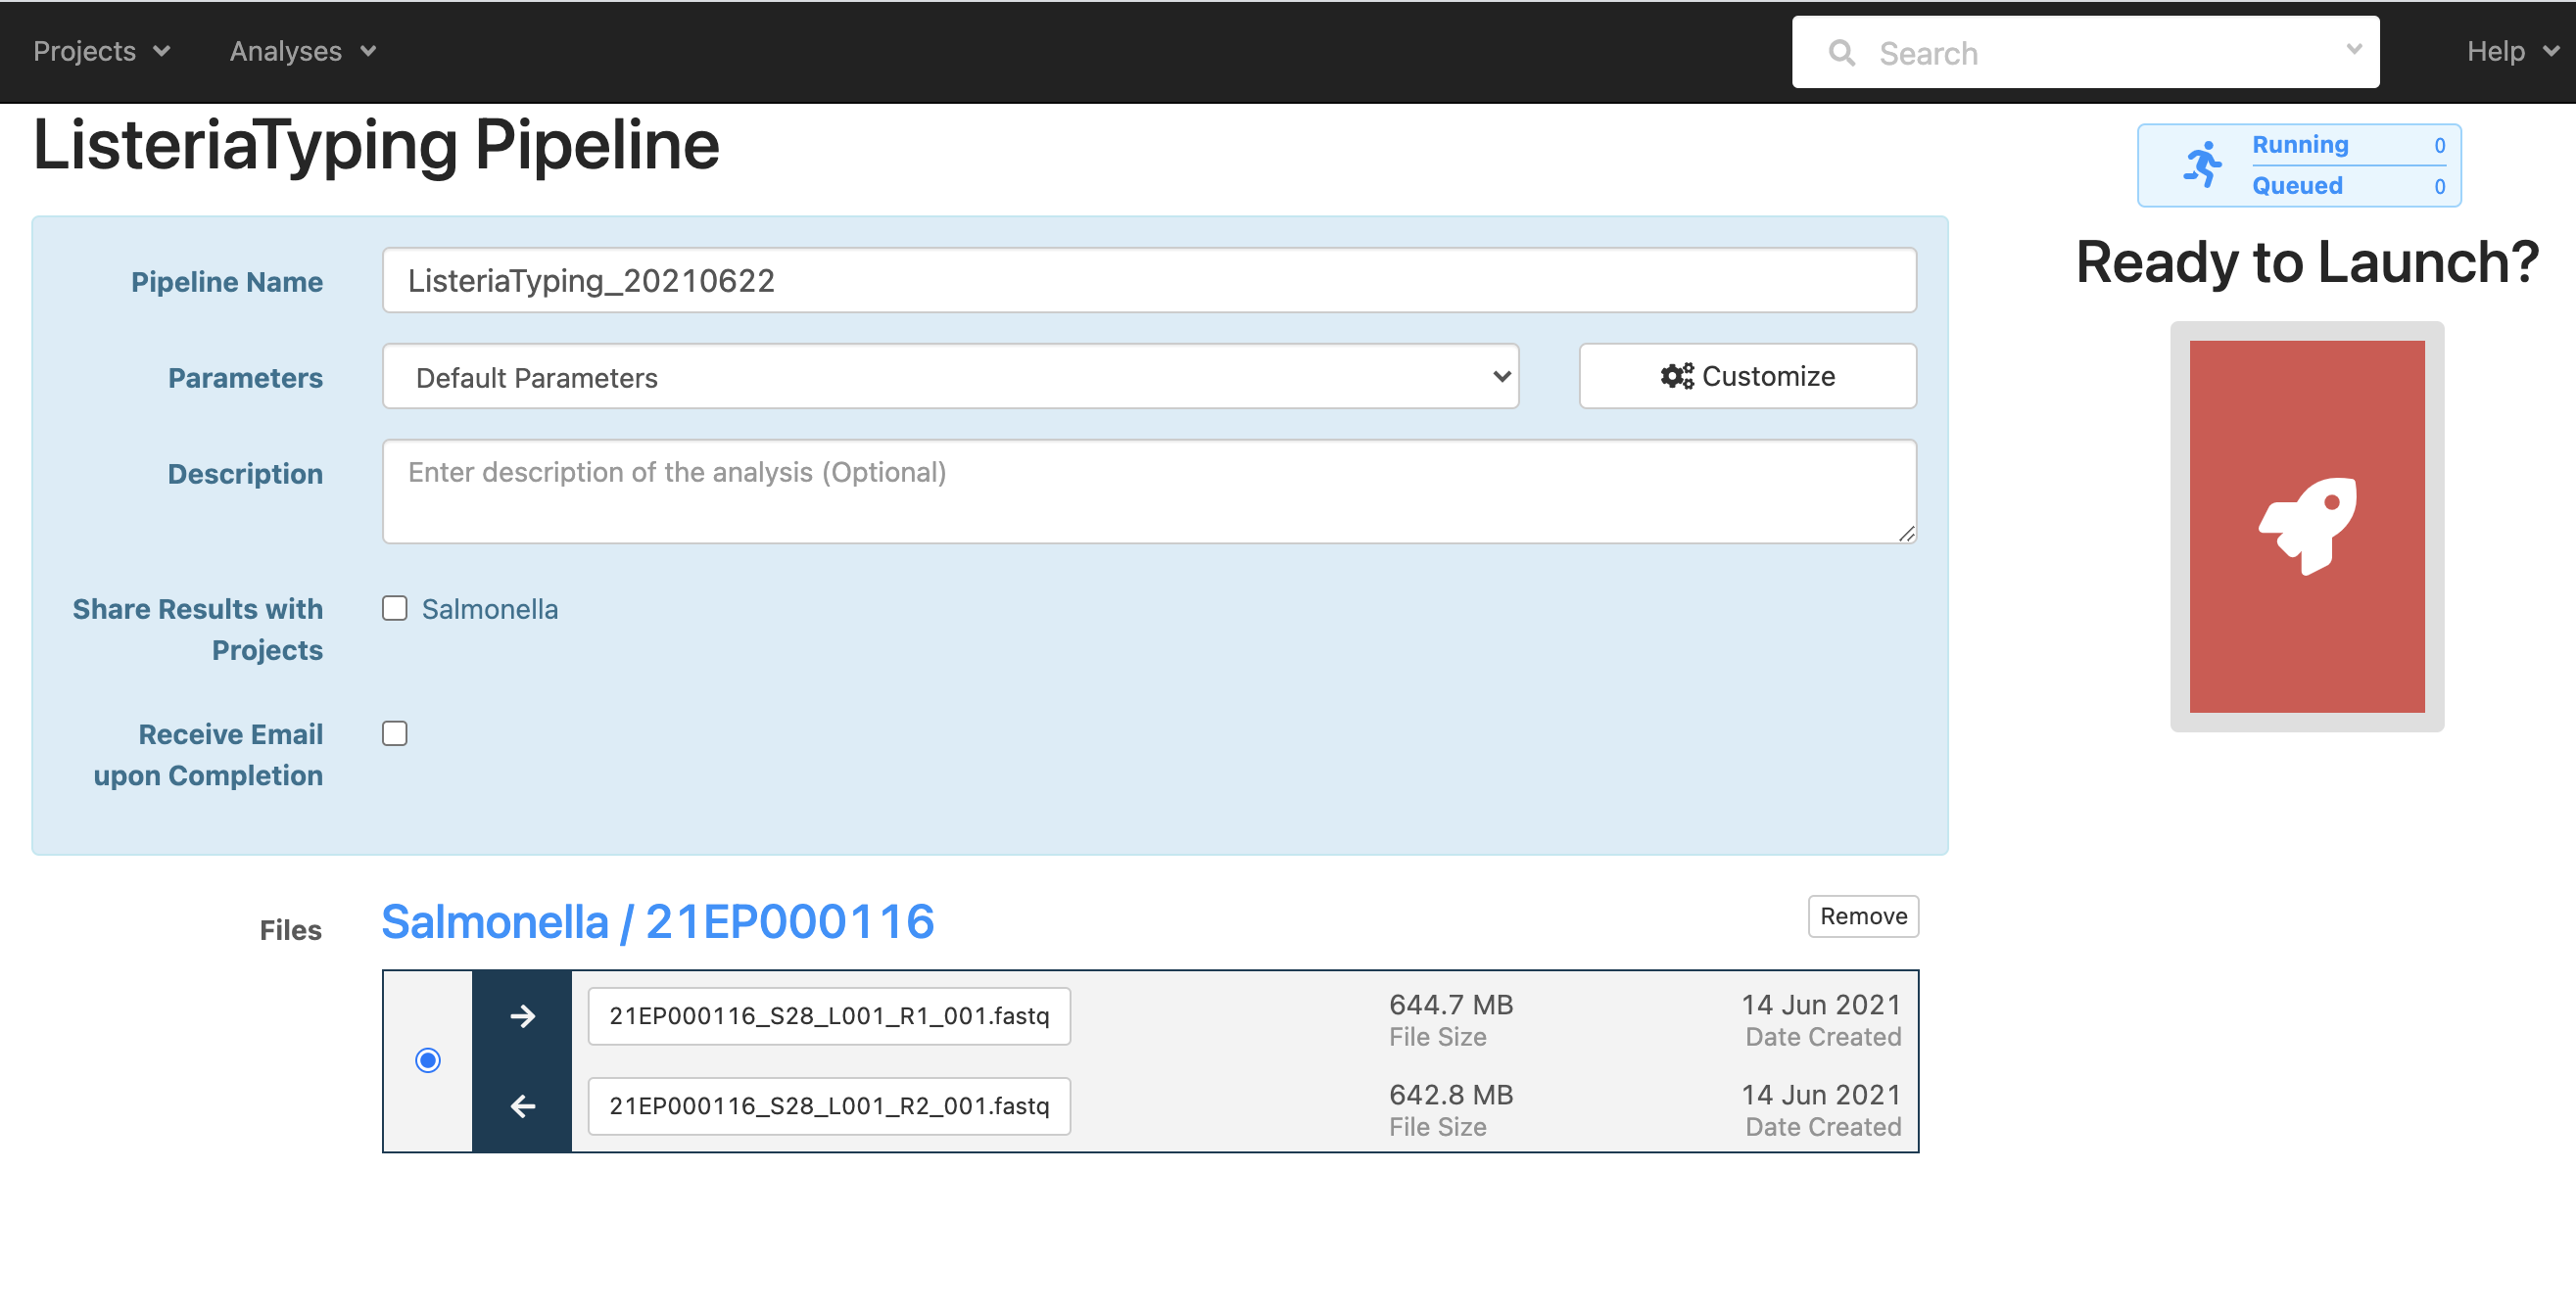 Projects Analyses Search Help
ListeriaTyping Pipeline
Running 0
Queued 0
Ready to Launch?
Pipeline Name ListeriaTyping_20210622
Parameters Default Parameters Customize
Description Enter description of the analysis (Optional)
Share Results with Projects Salmonella
Receive Email upon Completion
Files Salmonella / 21EP000116 Remove
21EP000116_S28_L001_R1_001.fastq 644.7 MB 14 Jun 2021
File Size Date Created
21EP000116_S28_L001_R2_001.fastq 642.8 MB 14 Jun 2021
File Size Date Created